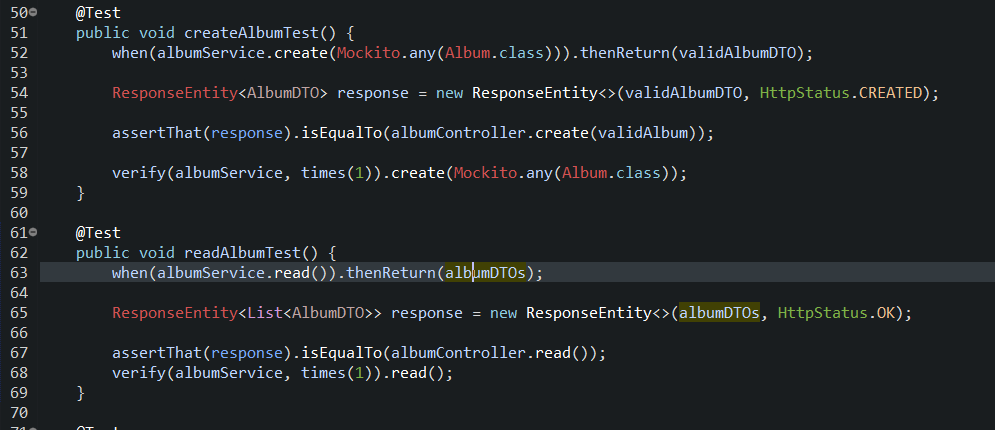 50 @Test
51 public void createAlbumTest() {
52 when(albumService.create(Mockito.any(Album.class))).thenReturn(validAlbumDTO);
53
54 ResponseEntity<AlbumDTO> response = new ResponseEntity<>(validAlbumDTO, HttpStatus.CREATED);
55
56 assertThat(response).isEqualTo(albumController.create(validAlbum));
57
58 verify(albumService, times(1)).create(Mockito.any(Album.class));
59 }
60
61 @Test
62 public void readAlbumTest() {
63 when(albumService.read()).thenReturn(albumDTOs);
64
65 ResponseEntity<List<AlbumDTO>> response = new ResponseEntity<>(albumDTOs, HttpStatus.OK);
66
67 assertThat(response).isEqualTo(albumController.read());
68 verify(albumService, times(1)).read();
69 }
70